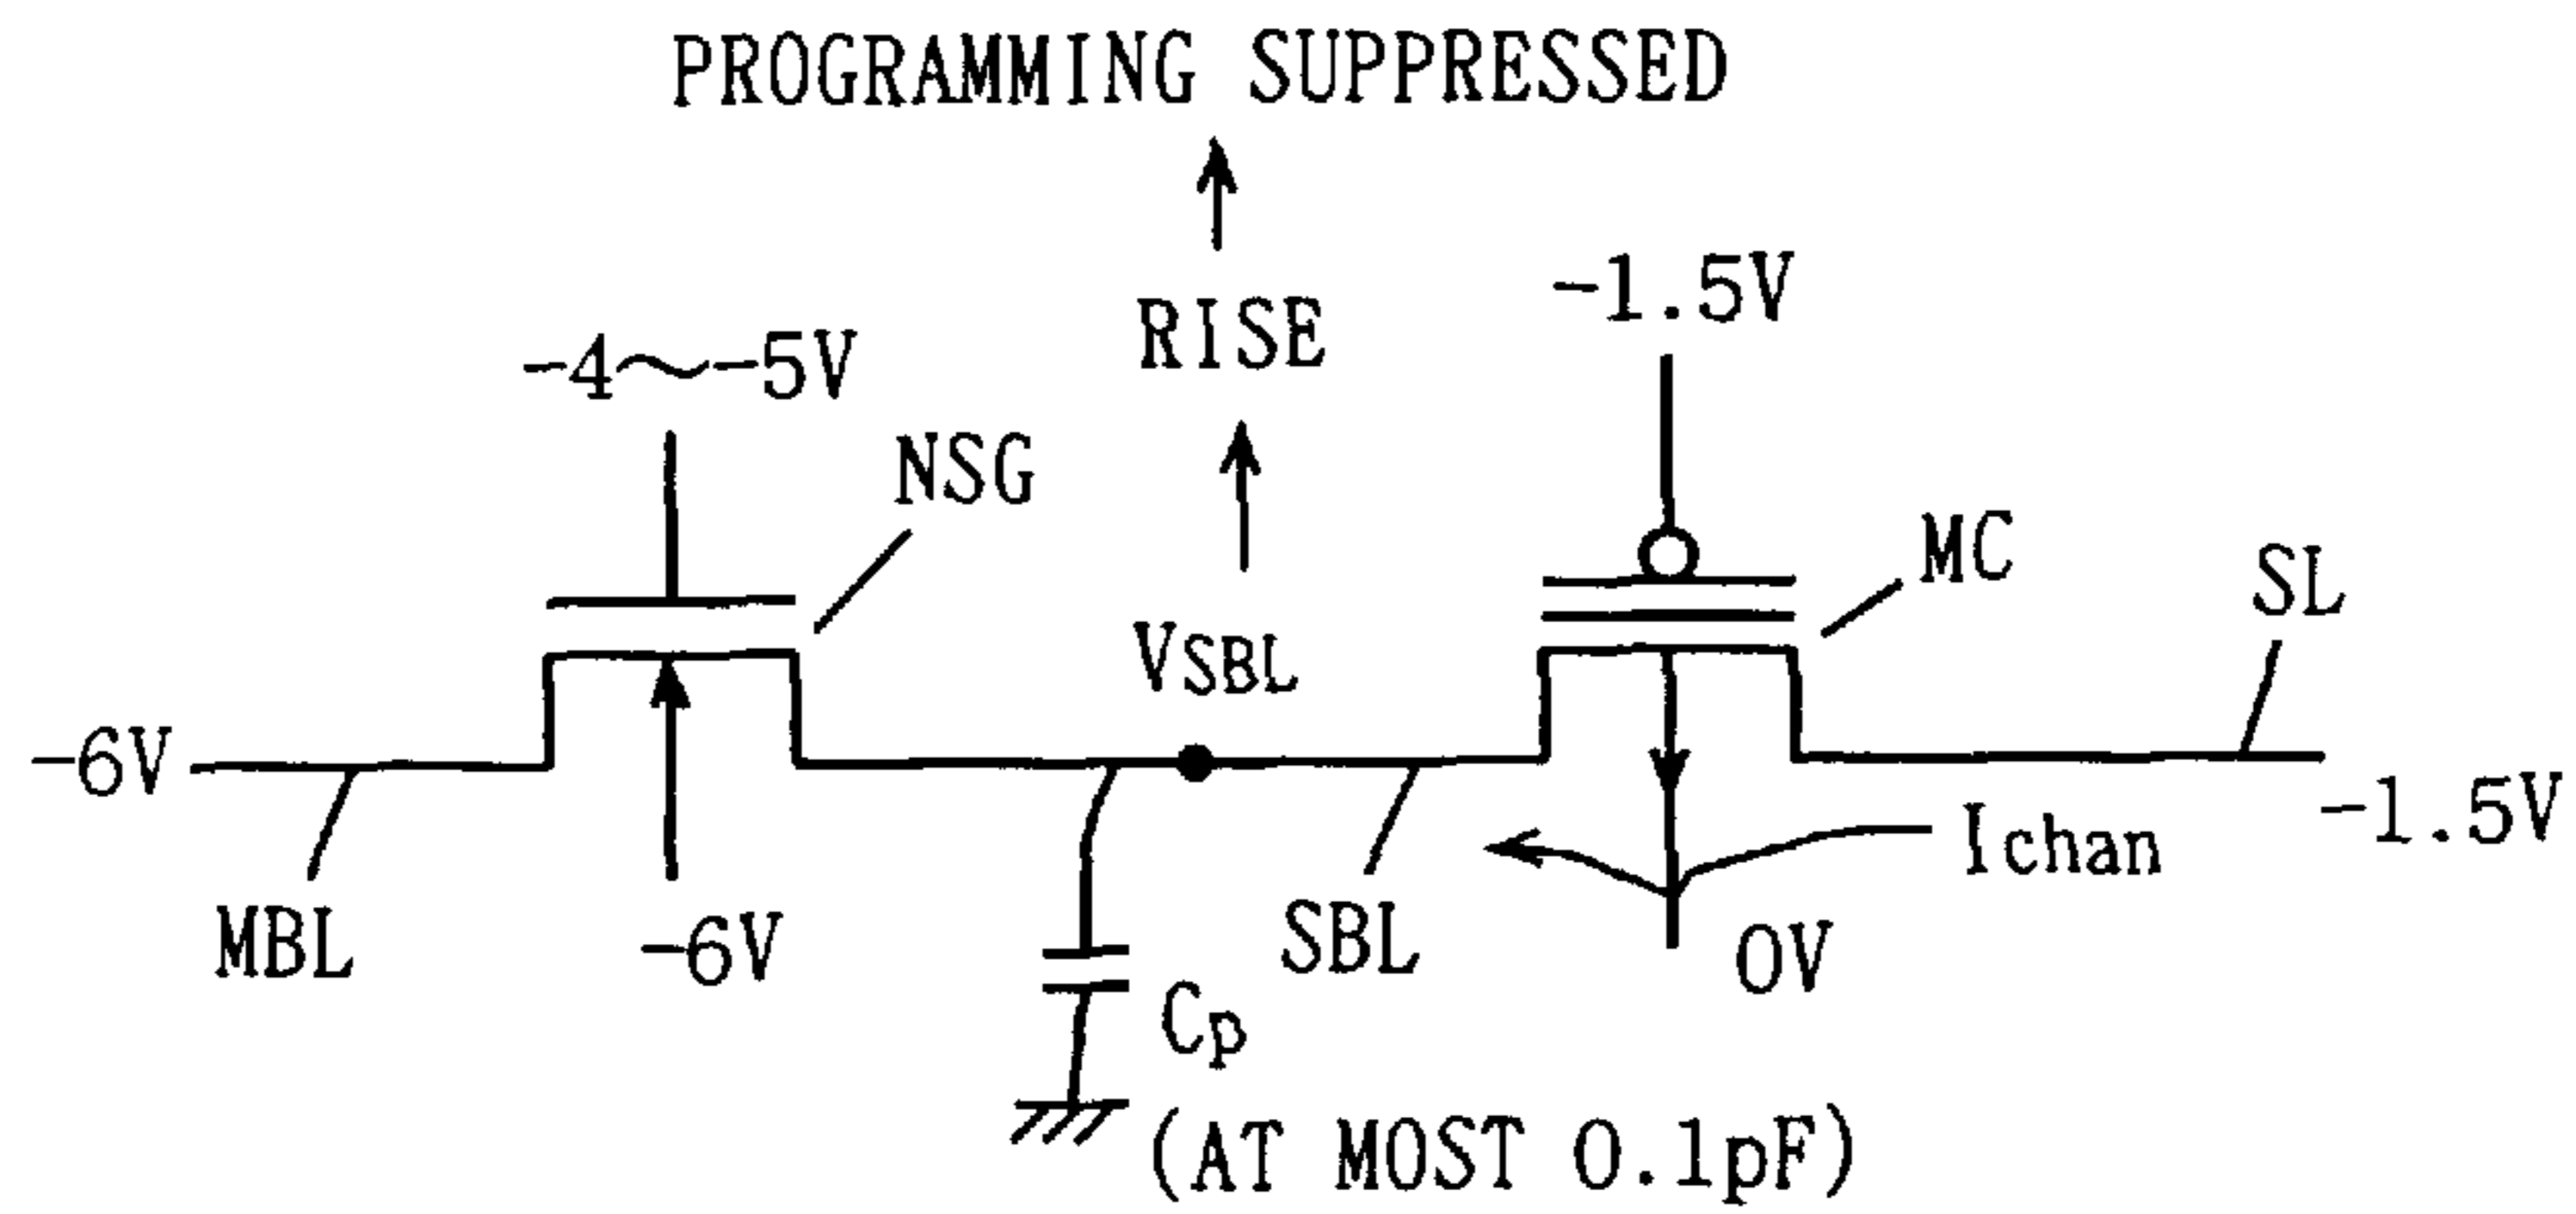 PROGRAMMING SUPPRESSED
RISE
-1.5V
-4~-5V
NSG
MC
SL
VSBL
-6V
-1.5V
Ichan
MBL
-6V
SBL
0V
Cp
(AT MOST 0.1pF)